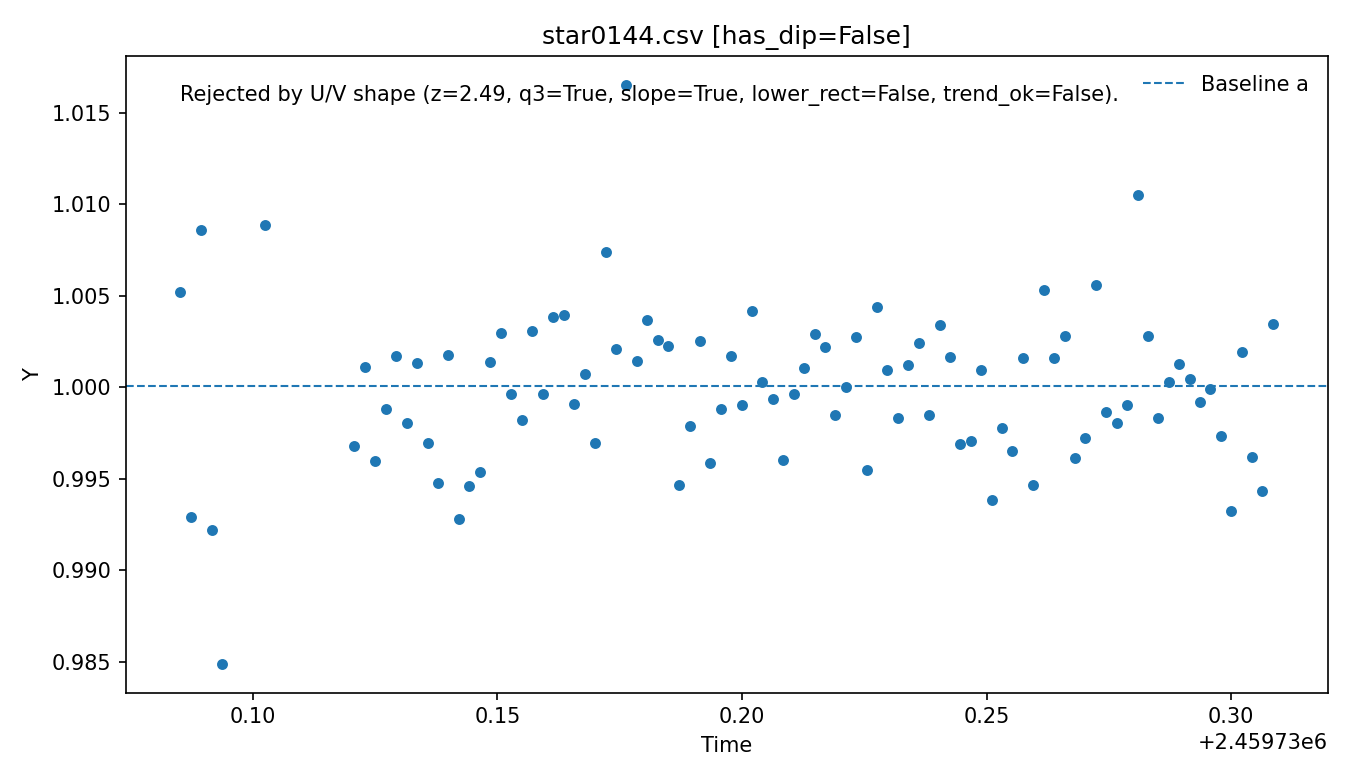 star0144.csv [has_dip=False]
Rejected by U/V shape (z=2.49, q3=True, slope=True, lower_rect=False, trend_ok=False).
Baseline a
1.015
1.010
1.005
1.000
0.995
0.990
0.985
Y
0.10 0.15 0.20 0.25 0.30
Time
+2.45973e6